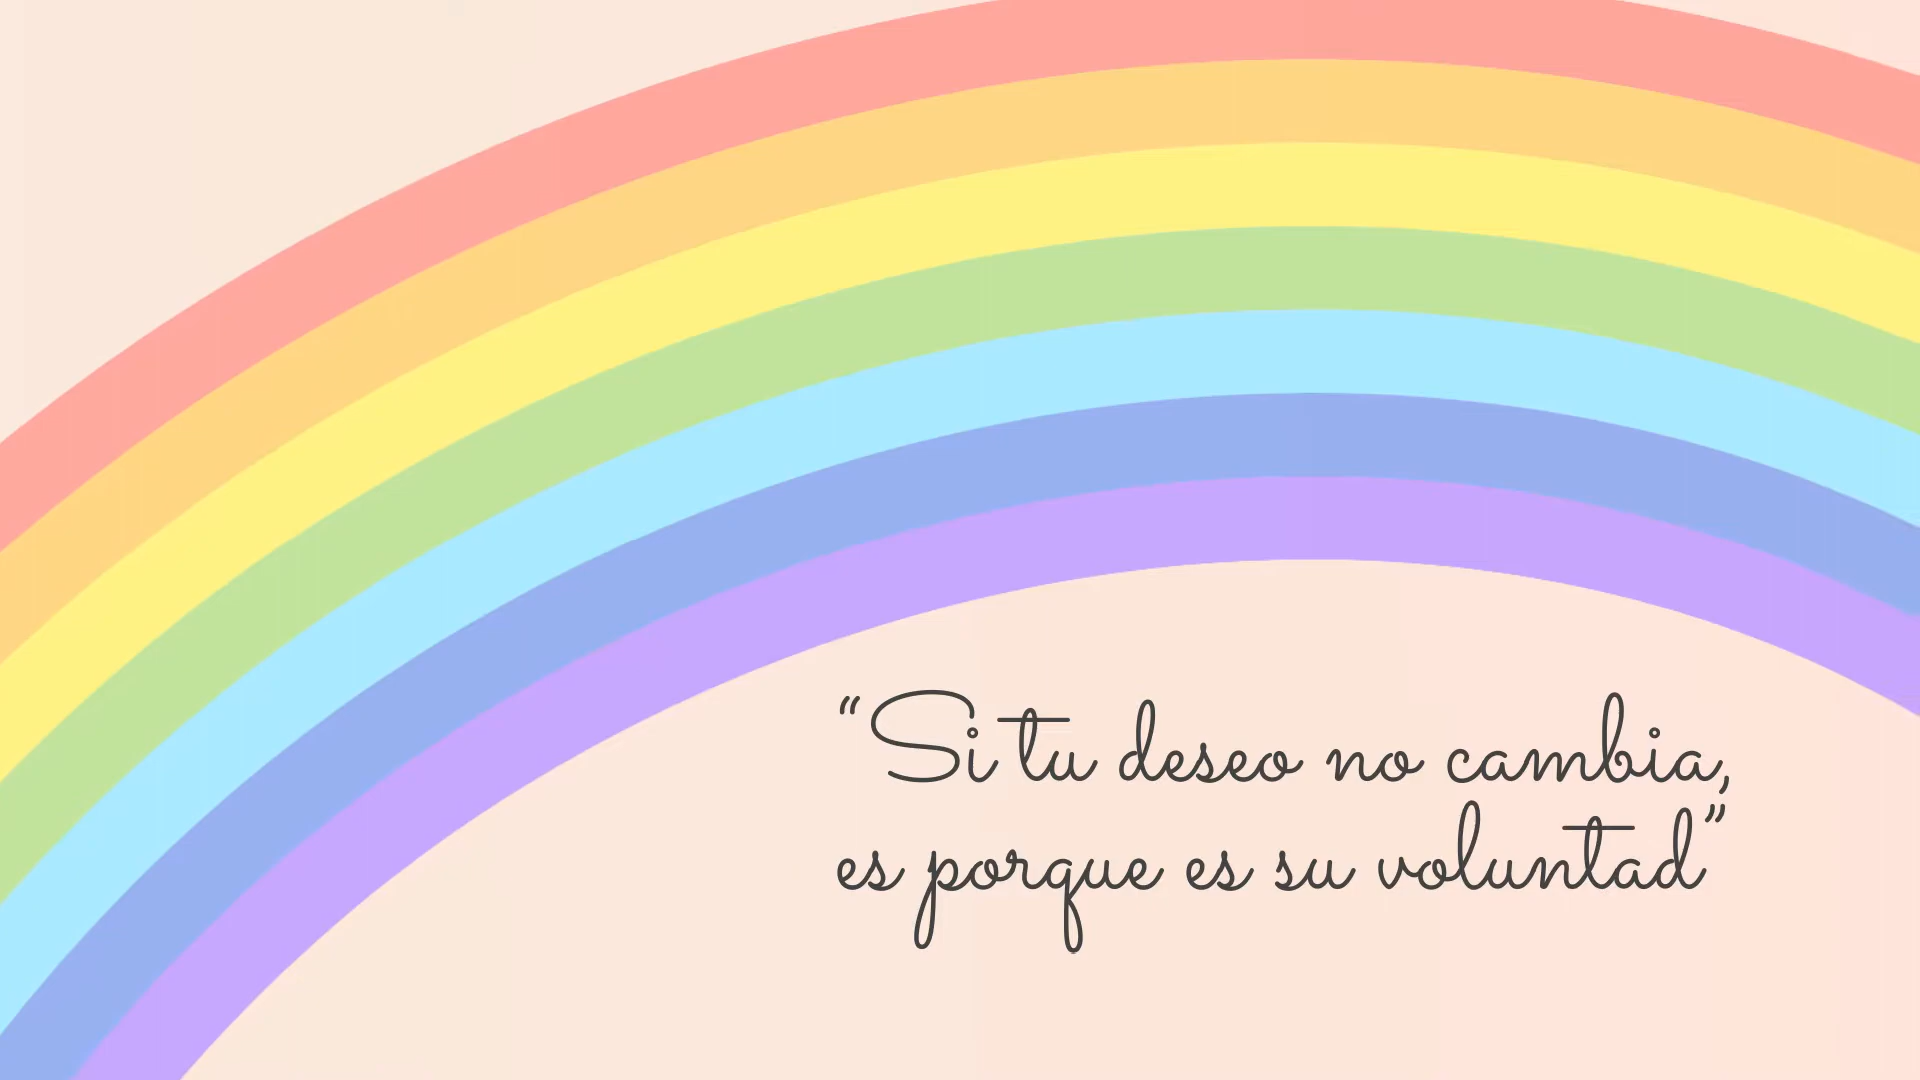 “Si tu deseo no cambia,
es porque es su voluntad”